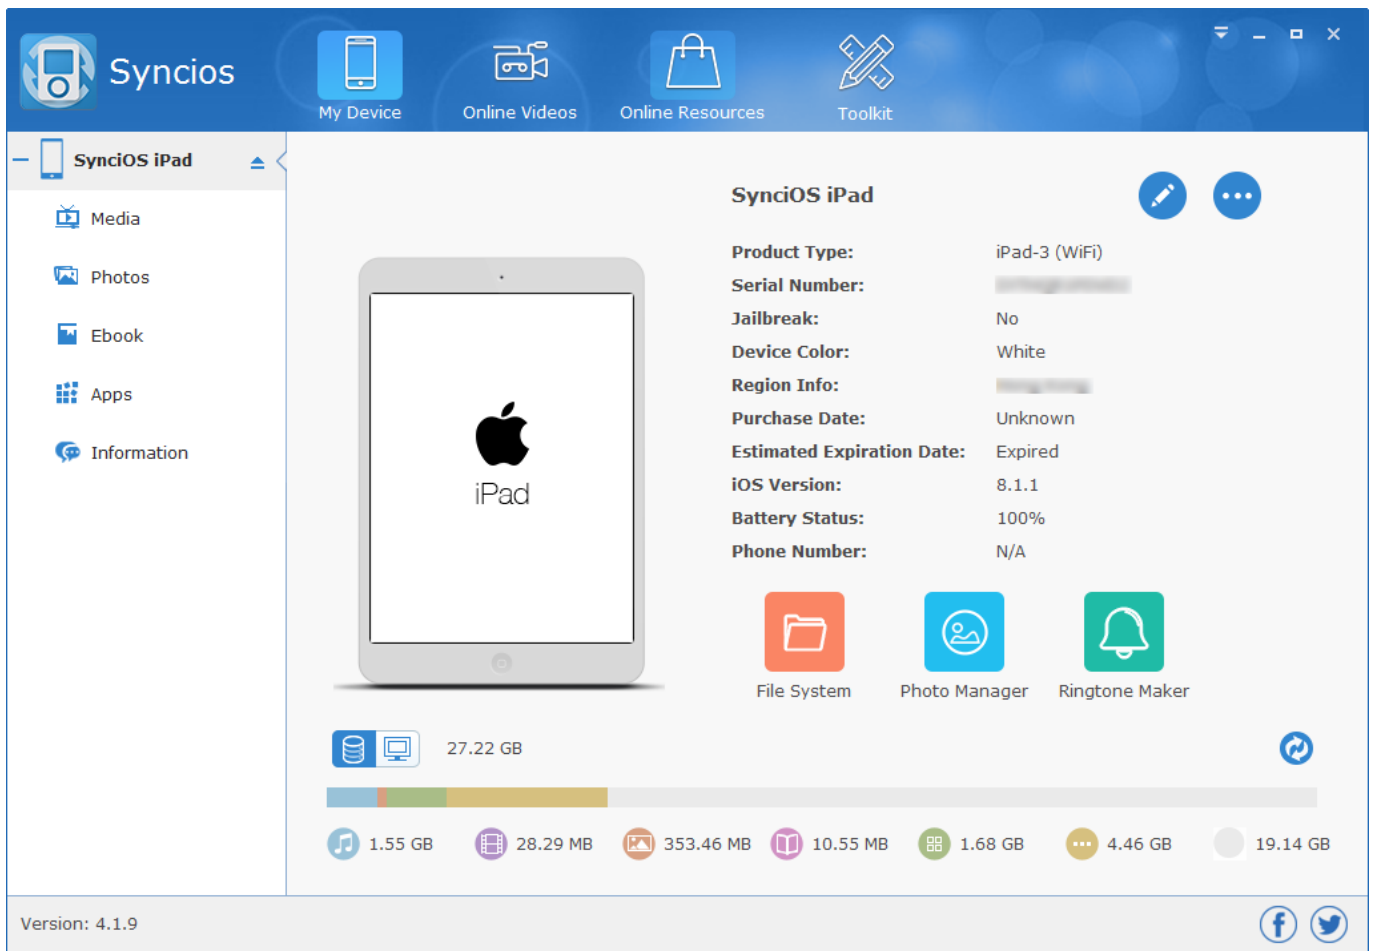 Syncios
My Device
Online Videos
Online Resources
Toolkit
SynciOS iPad
Media
Photos
Ebook
Apps
Information
iPad
SynciOS iPad
Product Type: iPad-3 (WiFi)
Serial Number:
Jailbreak: No
Device Color: White
Region Info:
Purchase Date: Unknown
Estimated Expiration Date: Expired
iOS Version: 8.1.1
Battery Status: 100%
Phone Number: N/A
File System
Photo Manager
Ringtone Maker
27.22 GB
1.55 GB
28.29 MB
353.46 MB
10.55 MB
1.68 GB
4.46 GB
19.14 GB
Version: 4.1.9